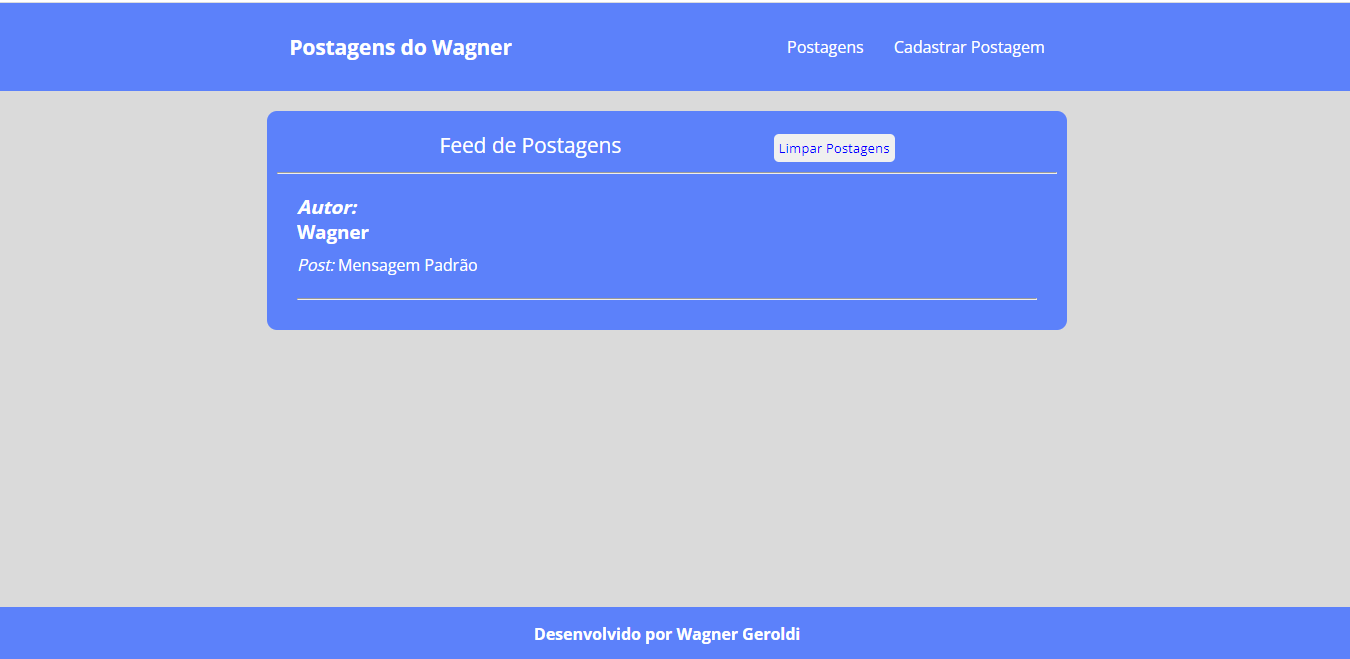 Postagens do Wagner
Postagens
Cadastrar Postagem
Feed de Postagens
Limpar Postagens
Autor:
Wagner
Post: Mensagem Padrão
Desenvolvido por Wagner Geroldi